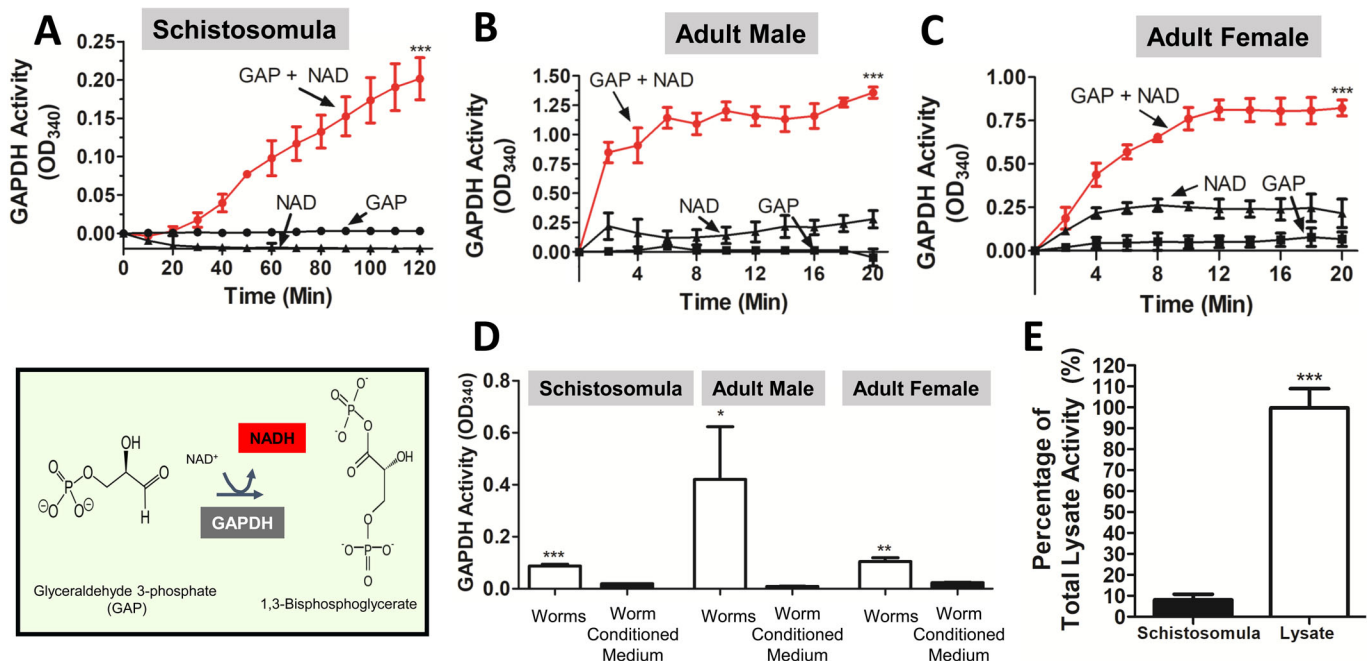 A
Schistosomula
GAPDH Activity
(OD340)
0.25
0.20
0.15
0.10
0.05
0.00
GAP + NAD
***
NAD
GAP
0 20 40 60 80 100 120
Time (Min)
B
Adult Male
GAPDH Activity
(OD340)
1.50
1.25
1.00
0.75
0.50
0.25
0.00
GAP + NAD
***
NAD
GAP
4 8 12 16 20
Time (Min)
C
Adult Female
GAPDH Activity
(OD340)
1.00
0.75
0.50
0.25
0.00
GAP + NAD
***
NAD
GAP
4 8 12 16 20
Time (Min)
O
O⁻
P
O⁻
O
O
OH
O
H
P
O
O⊖
⊖O
NAD⁺
NADH
GAPDH
O
O⁻
P
O⁻
O
O
OH
O
⁻O
P
O⁻
O
Glyceraldehyde 3-phosphate
(GAP)
1,3-Bisphosphoglycerate
D
GAPDH Activity (OD340)
0.8
0.6
0.4
0.2
0.0
Schistosomula Adult Male Adult Female
*** * **
Worms Worm Worms Worm Worms Worm
Conditioned Conditioned Conditioned
Medium Medium Medium
E
Percentage of
Total Lysate Activity (%)
120
110
100
90
80
70
60
50
40
30
20
10
0
***
Schistosomula Lysate